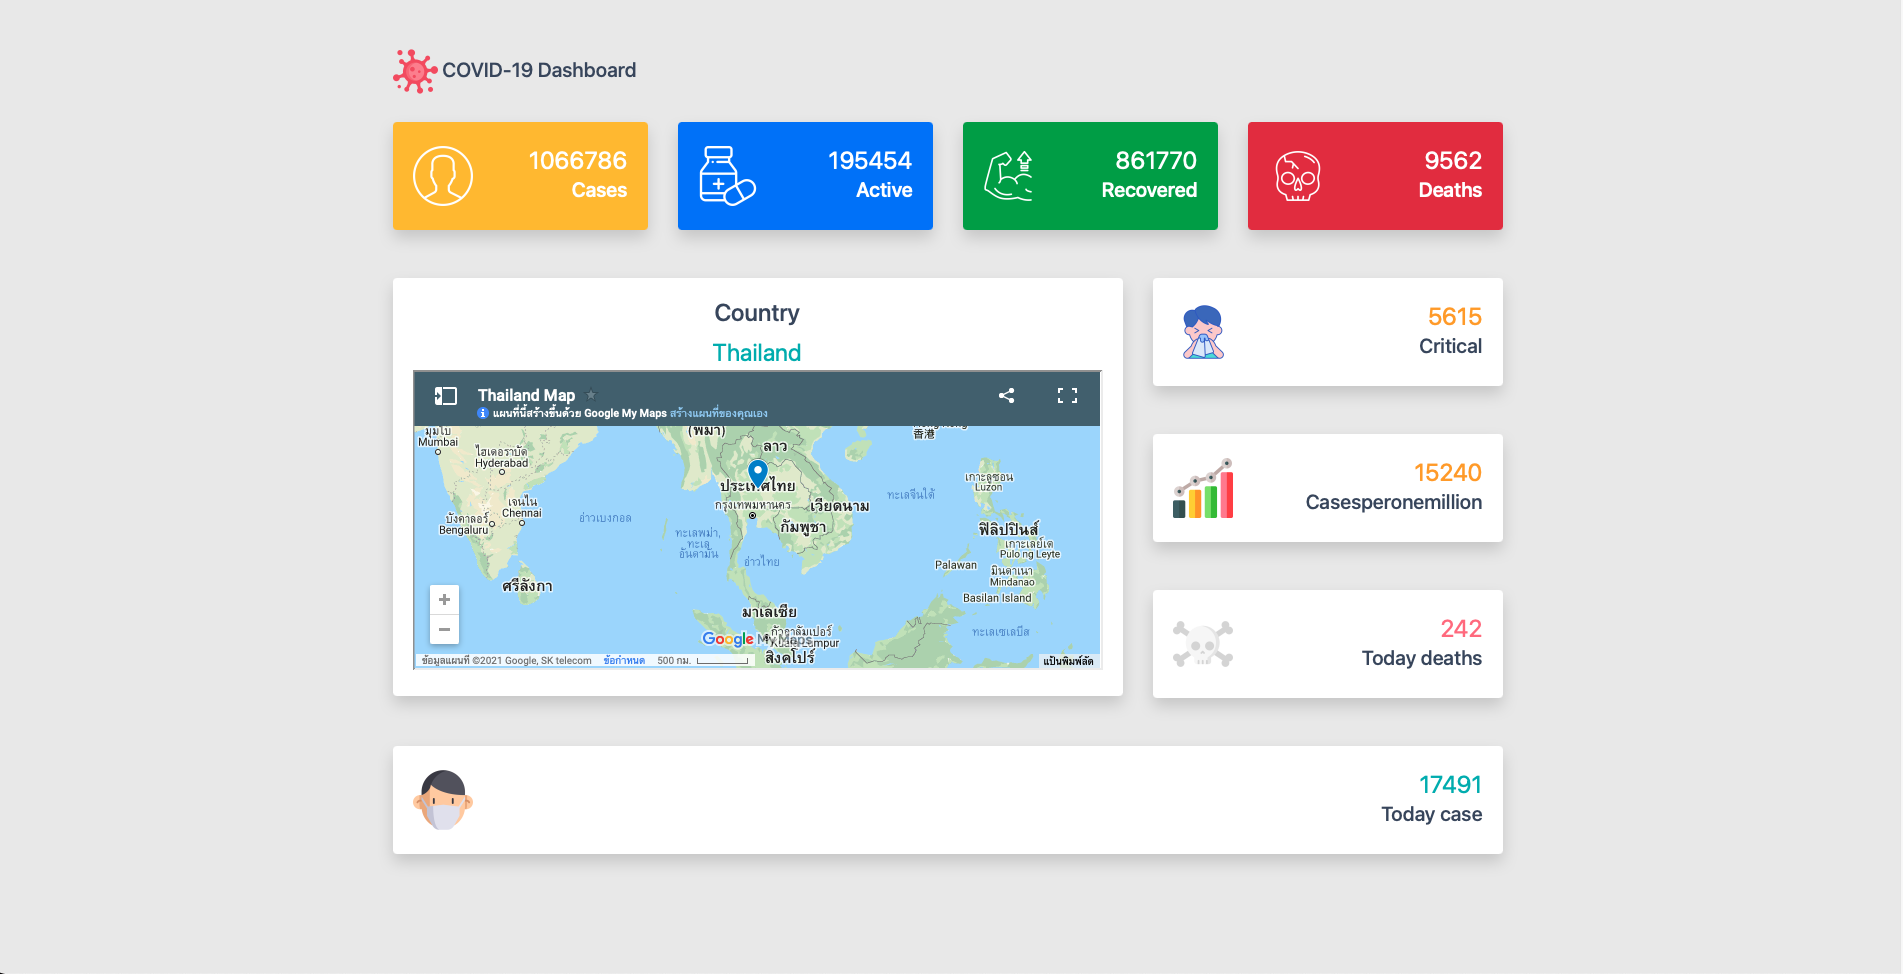 COVID-19 Dashboard
1066786
Cases
195454
Active
861770
Recovered
9562
Deaths
Country
Thailand
Thailand Map
แผนที่นี้สร้างขึ้นด้วย Google My Maps สร้างแผนที่ของคุณเอง
มุมไบ
Mumbai
ไฮเดอราบัด
Hyderabad
เจนไน
Chennai
บังคาลอร์
Bengaluru
ศรีลังกา
อ่าวเบงกอล
(พม่า)
ลาว
ประเทศไทย
กรุงเทพมหานคร
เวียดนาม
กัมพูชา
ทะเลพม่า,
ทะเล
อันดามัน
อ่าวไทย
香港
ทะเลจีนใต้
เกาะลูซอน
Luzon
ฟิลิปปินส์
เกาะเลย์เต
Pulo ng Leyte
Palawan
มินดาเนา
Mindanao
Basilan Island
ทะเลเซเลบีส
มาเลเซีย
กัวลาลัมเปอร์
Kuala Lumpur
สิงคโปร์
Google My Maps
ข้อมูลแผนที่ ©2021 Google, SK telecom ข้อกำหนด 500 กม.
แป้นพิมพ์ลัด
5615
Critical
15240
Casesperonemillion
242
Today deaths
17491
Today case